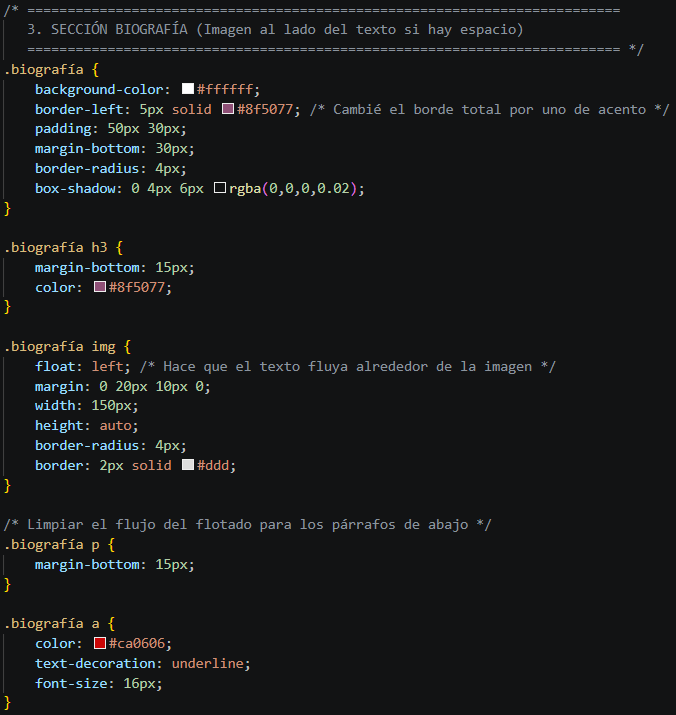 /* ==========================================================================
3. SECCIÓN BIOGRAFÍA (Imagen al lado del texto si hay espacio)
========================================================================== */
.biografía {
background-color: #ffffff;
border-left: 5px solid #8f5077; /* Cambié el borde total por uno de acento */
padding: 50px 30px;
margin-bottom: 30px;
border-radius: 4px;
box-shadow: 0 4px 6px rgba(0,0,0,0.02);
}
.biografía h3 {
margin-bottom: 15px;
color: #8f5077;
}
.biografía img {
float: left; /* Hace que el texto fluya alrededor de la imagen */
margin: 0 20px 10px 0;
width: 150px;
height: auto;
border-radius: 4px;
border: 2px solid #ddd;
}
/* Limpiar el flujo del flotado para los párrafos de abajo */
.biografía p {
margin-bottom: 15px;
}
.biografía a {
color: #ca0606;
text-decoration: underline;
font-size: 16px;
}